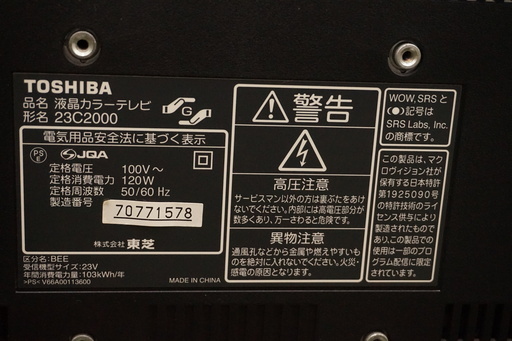 TOSHIBA
品名 液晶カラーテレビ
形名 23C2000
電気用品安全法に基づく表示
PS
E
JQA
定格電圧 100V～
定格消費電力 120W
定格周波数 50/60 Hz
製造番号
70771578
株式会社 東芝
区分名:BEE
受信機型サイズ:23V
年間消費電力量:103kWh/年
>PS< V66A00113600
MADE IN CHINA
G
警告
高圧注意
サービスマン以外の方は裏ぶたをあけ
ないでください。内部には高電圧部分が
数多くあり、万一さわると危険です。
異物注意
通風孔などから金属や燃えやすいも
のを絶対に入れないでください。火災・
感電の原因となります。
WOW, SRS と
(●)記号は
SRS Labs, Inc.
の商標です。
この製品は、マク
ロヴィジョン社が
保有する日本特許
第1925090号
の特許技術のライ
センス供与により
製造されたもので
あり、この製品で
の使用は一部のプロ
グラム配信に限定
されています。